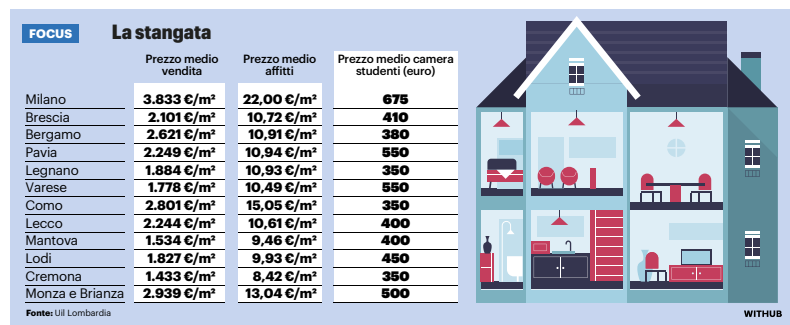 FOCUS
La stangata
Prezzo medio vendita
Prezzo medio affitti
Prezzo medio camera studenti (euro)
Milano 3.833 €/m² 22,00 €/m² 675
Brescia 2.101 €/m² 10,72 €/m² 410
Bergamo 2.621 €/m² 10,91 €/m² 380
Pavia 2.249 €/m² 10,94 €/m² 550
Legnano 1.884 €/m² 10,93 €/m² 350
Varese 1.778 €/m² 10,49 €/m² 550
Como 2.801 €/m² 15,05 €/m² 350
Lecco 2.244 €/m² 10,61 €/m² 400
Mantova 1.534 €/m² 9,46 €/m² 400
Lodi 1.827 €/m² 9,93 €/m² 450
Cremona 1.433 €/m² 8,42 €/m² 350
Monza e Brianza 2.939 €/m² 13,04 €/m² 500
Fonte: Uil Lombardia
WITHUB